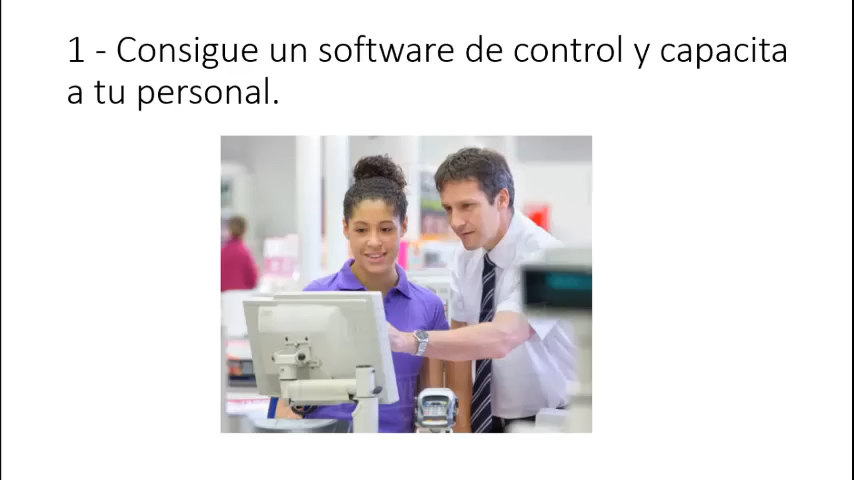 1 - Consigue un software de control y capacita
a tu personal.